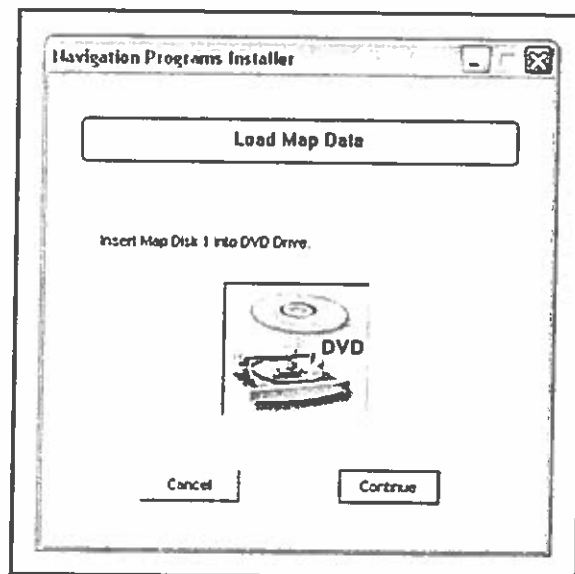 Navigation Programs Installer
Load Map Data
Insert Map Disk 1 into DVD Drive.
DVD
Cancel
Continue